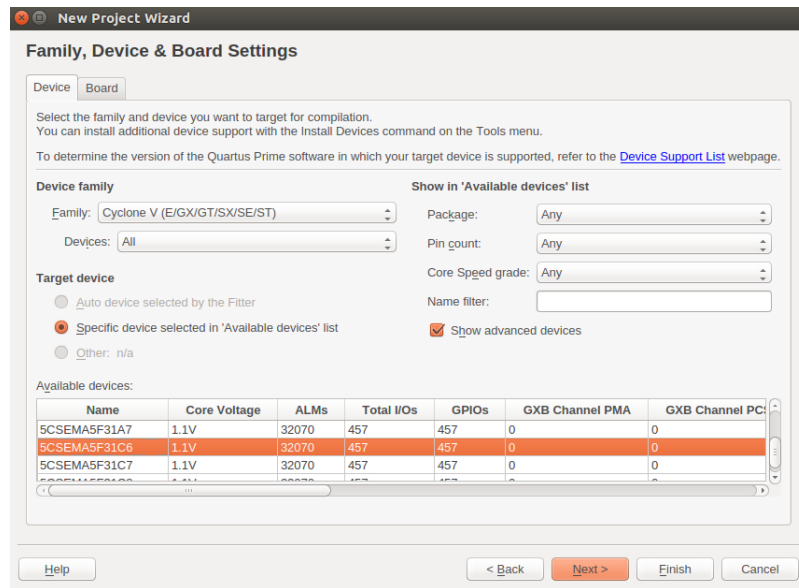 New Project Wizard
Family, Device & Board Settings
Device Board
Select the family and device you want to target for compilation.
You can install additional device support with the Install Devices command on the Tools menu.
To determine the version of the Quartus Prime software in which your target device is supported, refer to the Device Support List webpage.
Device family
Family: Cyclone V (E/GX/GT/SX/SE/ST)
Devices: All
Target device
Auto device selected by the Fitter
Specific device selected in 'Available devices' list
Other: n/a
Show in 'Available devices' list
Package: Any
Pin count: Any
Core Speed grade: Any
Name filter:
Show advanced devices
Available devices:
Name Core Voltage ALMs Total I/Os GPIOs GXB Channel PMA GXB Channel PCS
5CSEMA5F31A7 1.1V 32070 457 457 0 0
5CSEMA5F31C6 1.1V 32070 457 457 0 0
5CSEMA5F31C7 1.1V 32070 457 457 0 0
Help < Back Next > Finish Cancel